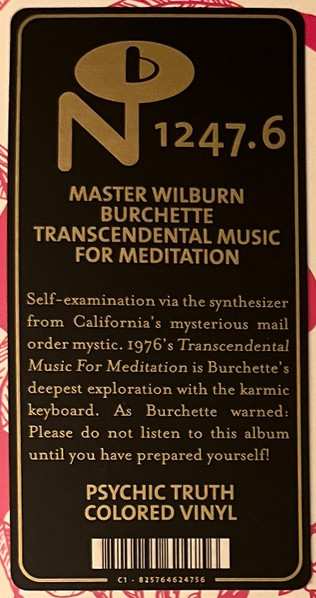 N
1247.6
MASTER WILBURN
BURCHETTE
TRANSCENDENTAL MUSIC
FOR MEDITATION
Self-examination via the synthesizer
from California's mysterious mail
order mystic. 1976's Transcendental
Music For Meditation is Burchette's
deepest exploration with the karmic
keyboard. As Burchette warned:
Please do not listen to this album
until you have prepared yourself!
PSYCHIC TRUTH
COLORED VINYL
C1 - 825764624756